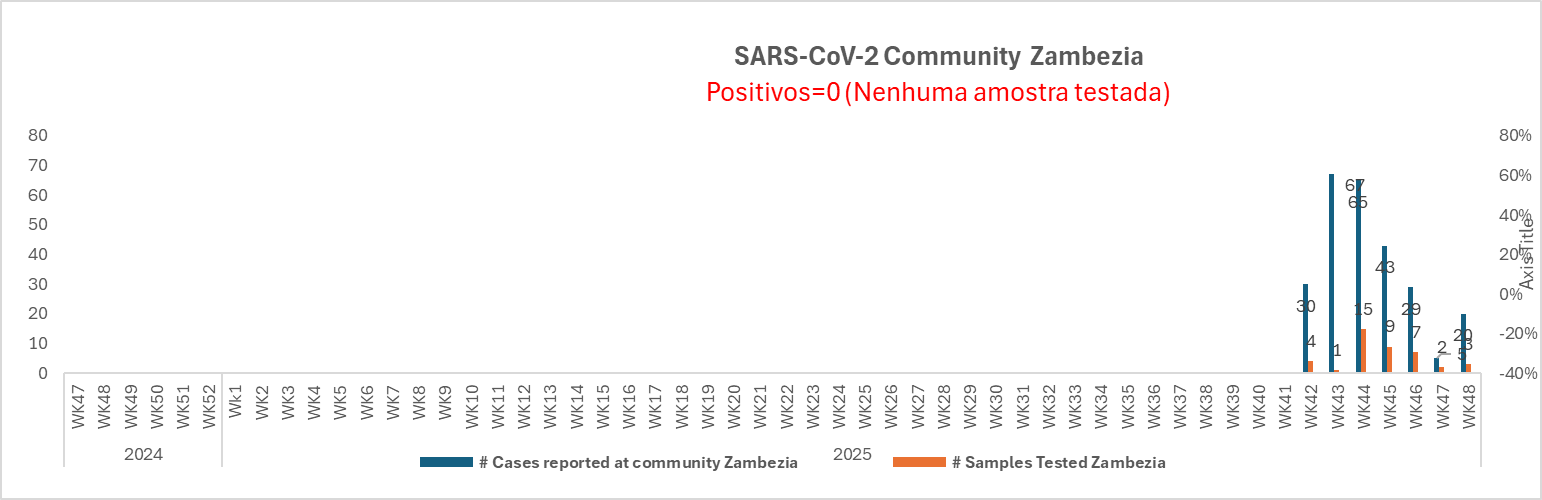 SARS-CoV-2 Community Zambezia
Positivos=0 (Nenhuma amostra testada)
80
70
60
50
40
30
20
10
0
80%
60%
40%
20%
0%
-20%
-40%
Axis Title
30
4
1
67
65
15
43
9
29
7
2
5
20
3
WK47
WK48
WK49
WK50
WK51
WK52
Wk1
WK2
WK3
WK4
WK5
WK6
WK7
WK8
WK9
WK10
WK11
WK12
WK13
WK14
WK15
WK16
WK17
WK18
WK19
WK20
WK21
WK22
WK23
WK24
WK25
WK26
WK27
WK28
WK29
WK30
WK31
WK32
WK33
WK34
WK35
WK36
WK37
WK38
WK39
WK40
WK41
WK42
WK43
WK44
WK45
WK46
WK47
WK48
2024
2025
# Cases reported at community Zambezia
# Samples Tested Zambezia